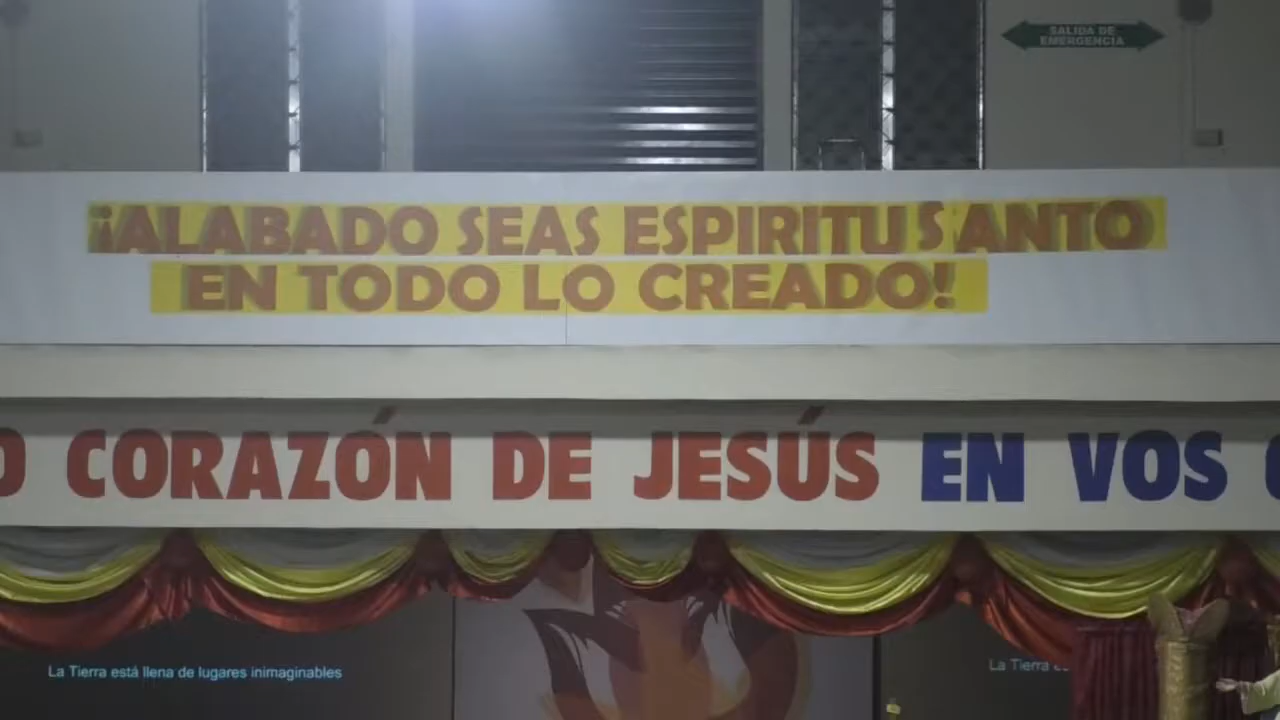 SALIDA DE
EMERGENCIA
¡ALABADO SEAS ESPIRITU SANTO
EN TODO LO CREADO!
CORAZÓN DE JESÚS EN VOS
La Tierra está llena de lugares inimaginables
La Tierra